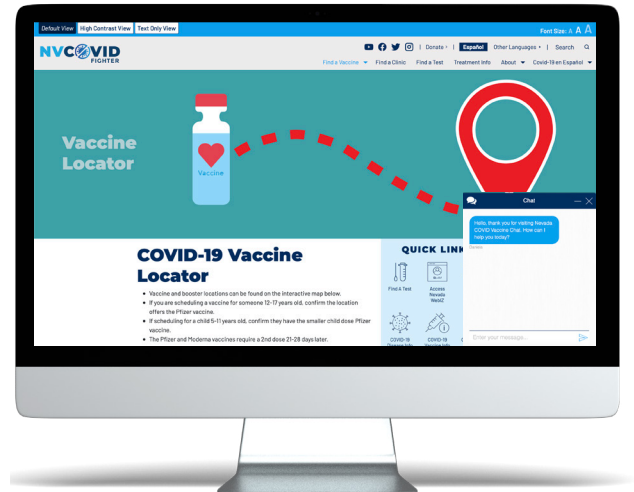 Default View High Contrast View Text Only View Font Size: A A A
NVCOVID
FIGHTER
Donate Español Other Languages Search
Find a Vaccine Find a Clinic Find a Test Treatment Info About Covid-19 en Español
Vaccine
Locator
Vaccine
Chat
Hello, thank you for visiting Nevada
COVID Vaccine Chat. How can I
help you today?
Enter your message...
COVID-19 Vaccine
Locator
• Vaccine and booster locations can be found on the interactive map below.
• If you are scheduling a vaccine for someone 12-17 years old, confirm the location
offers the Pfizer vaccine.
• If scheduling for a child 5-11 years old, confirm they have the smaller child dose Pfizer
vaccine.
• The Pfizer and Moderna vaccines require a 2nd dose 21-28 days later.
QUICK LINK
Find A Test
Access
Nevada
WebIZ
COVID-19
COVID-19